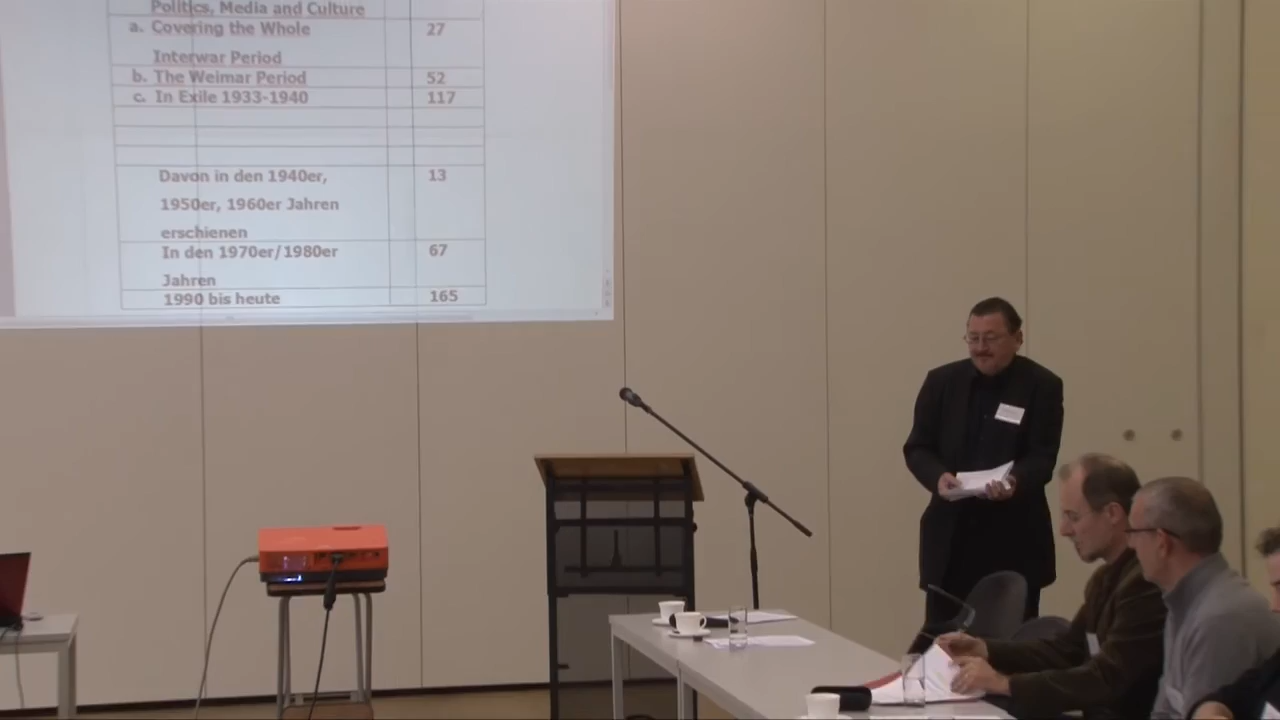 Politics, Media and Culture
a. Covering the Whole 27
Interwar Period
b. The Weimar Period 52
c. In Exile 1933-1940 117
Davon in den 1940er, 13
1950er, 1960er Jahren
erschienen
In den 1970er/1980er 67
Jahren
1990 bis heute 165